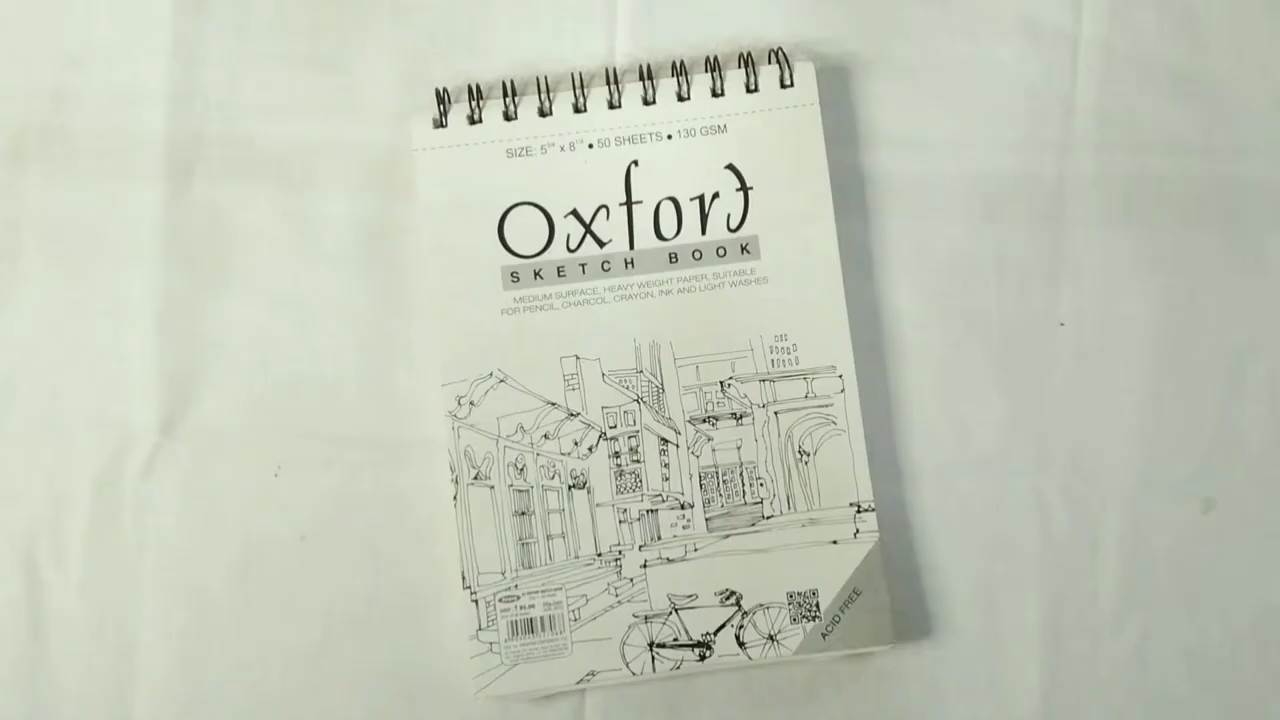 SIZE: 5³/⁴ x 8¹/⁴ ● 50 SHEETS ● 130 GSM
Oxford
SKETCH BOOK
MEDIUM SURFACE, HEAVY WEIGHT PAPER, SUITABLE
FOR PENCIL, CHARCOL, CRAYON, INK AND LIGHT WASHES
ACID FREE